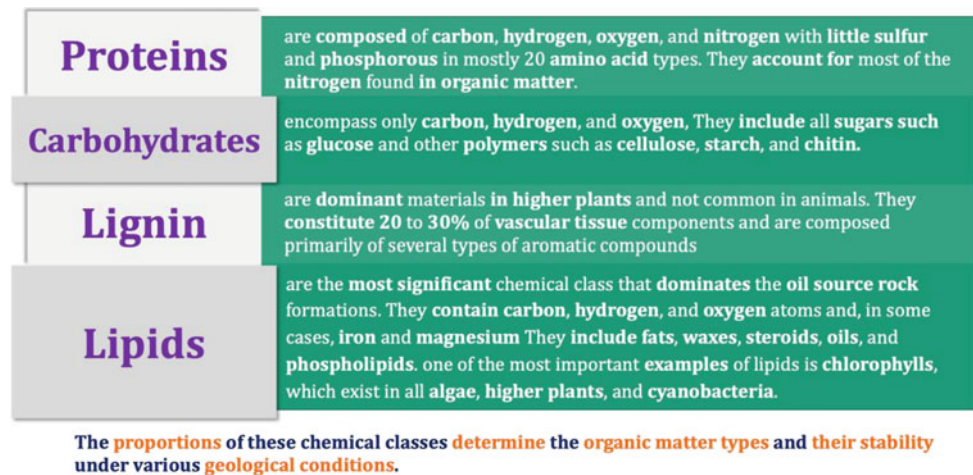 Proteins
are composed of carbon, hydrogen, oxygen, and nitrogen with little sulfur
and phosphorous in mostly 20 amino acid types. They account for most of the
nitrogen found in organic matter.
Carbohydrates
encompass only carbon, hydrogen, and oxygen, They include all sugars such
as glucose and other polymers such as cellulose, starch, and chitin.
Lignin
are dominant materials in higher plants and not common in animals. They
constitute 20 to 30% of vascular tissue components and are composed
primarily of several types of aromatic compounds
Lipids
are the most significant chemical class that dominates the oil source rock
formations. They contain carbon, hydrogen, and oxygen atoms and, in some
cases, iron and magnesium They include fats, waxes, steroids, oils, and
phospholipids. one of the most important examples of lipids is chlorophylls,
which exist in all algae, higher plants, and cyanobacteria.
The proportions of these chemical classes determine the organic matter types and their stability
under various geological conditions.